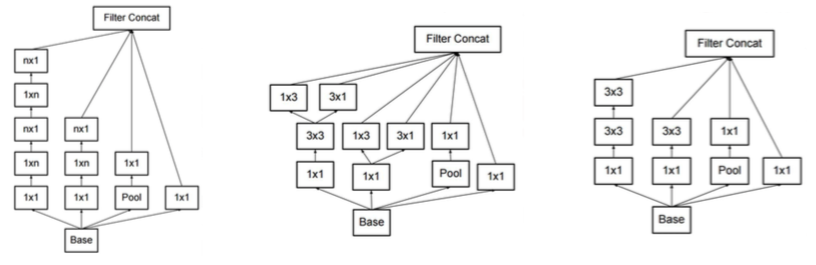 Filter Concat
nx1
1xn
nx1
nx1
1xn
1xn
1x1
1x1
1x1
Pool
1x1
Base
Filter Concat
1x3
3x1
3x3
1x3
3x1
1x1
1x1
1x1
Pool
1x1
Base
Filter Concat
3x3
3x3
3x3
1x1
1x1
1x1
Pool
1x1
Base